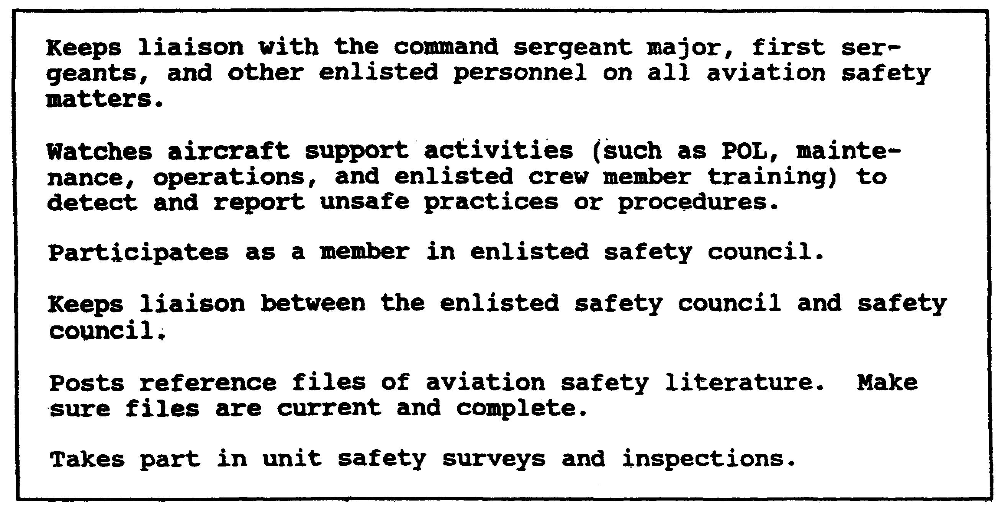 Keeps liaison with the command sergeant major, first ser-
geants, and other enlisted personnel on all aviation safety
matters.
Watches aircraft support activities (such as POL, mainte-
nance, operations, and enlisted crew member training) to
detect and report unsafe practices or procedures.
Participates as a member in enlisted safety council.
Keeps liaison between the enlisted safety council and safety
council.
Posts reference files of aviation safety literature.  Make
sure files are current and complete.
Takes part in unit safety surveys and inspections.